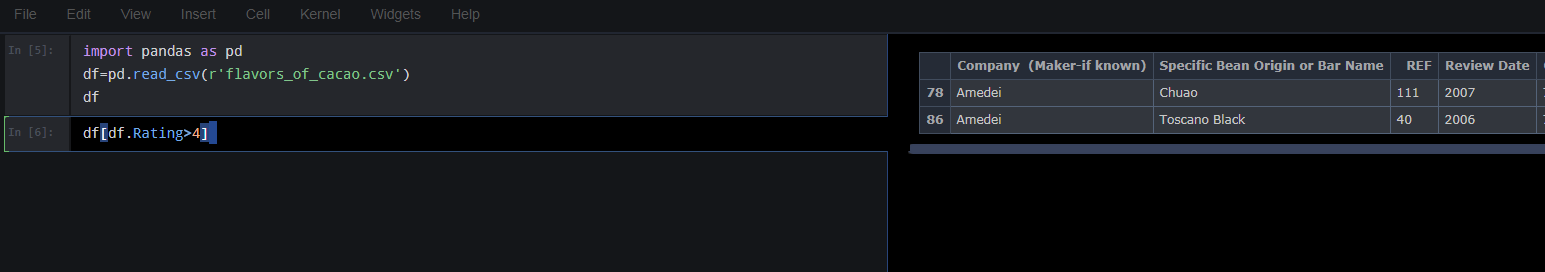 File Edit View Insert Cell Kernel Widgets Help
In [5]: import pandas as pd
df=pd.read_csv(r'flavors_of_cacao.csv')
df
In [6]: df[df.Rating>4]
Company (Maker-if known) Specific Bean Origin or Bar Name REF Review Date
78 Amedei Chuao 111 2007
86 Amedei Toscano Black 40 2006